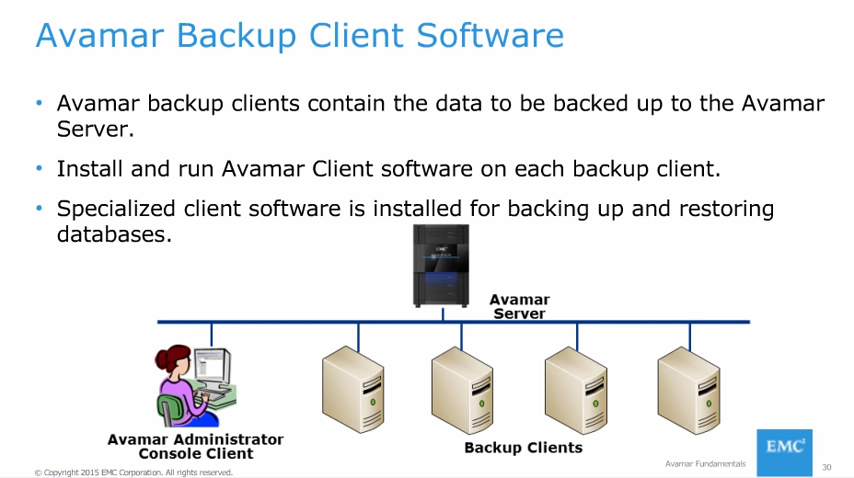 Avamar Backup Client Software
• Avamar backup clients contain the data to be backed up to the Avamar
Server.
• Install and run Avamar Client software on each backup client.
• Specialized client software is installed for backing up and restoring
databases.
EMC
Avamar
Server
Avamar Administrator
Console Client
Backup Clients
© Copyright 2015 EMC Corporation. All rights reserved.
Avamar Fundamentals
EMC²
30